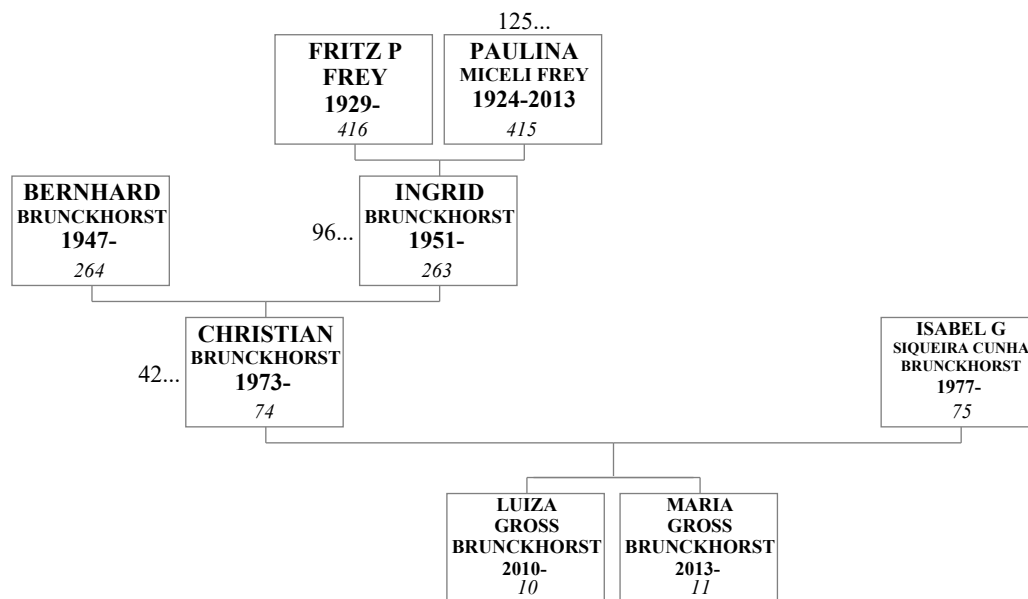 125...
FRITZ P
FREY
1929-
416
PAULINA
MICELI FREY
1924-2013
415
BERNHARD
BRUNCKHORST
1947-
264
96...
INGRID
BRUNCKHORST
1951-
263
42...
CHRISTIAN
BRUNCKHORST
1973-
74
ISABEL G
SIQUEIRA CUNHA
BRUNCKHORST
1977-
75
LUIZA
GROSS
BRUNCKHORST
2010-
10
MARIA
GROSS
BRUNCKHORST
2013-
11